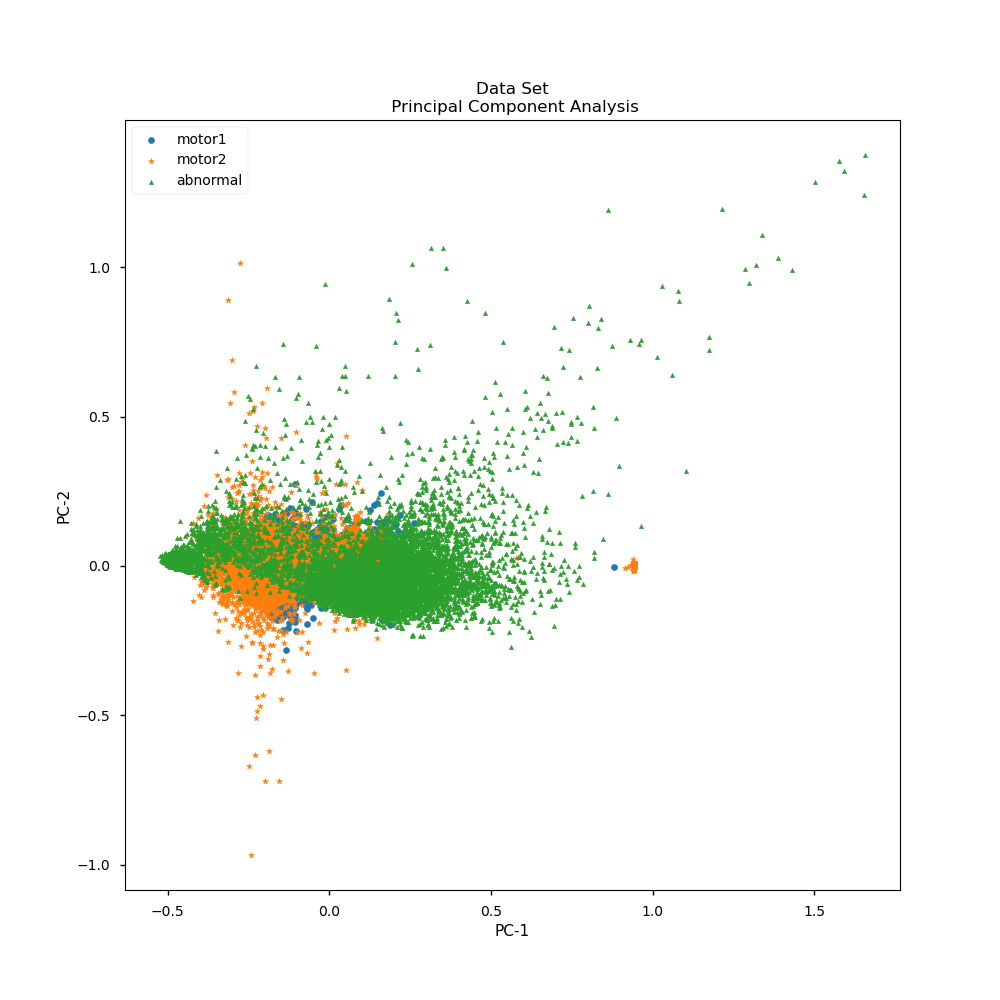 Data Set
Principal Component Analysis
motor1
motor2
abnormal
PC-2
1.0
0.5
0.0
−0.5
−1.0
−0.5
0.0
0.5
1.0
1.5
PC-1